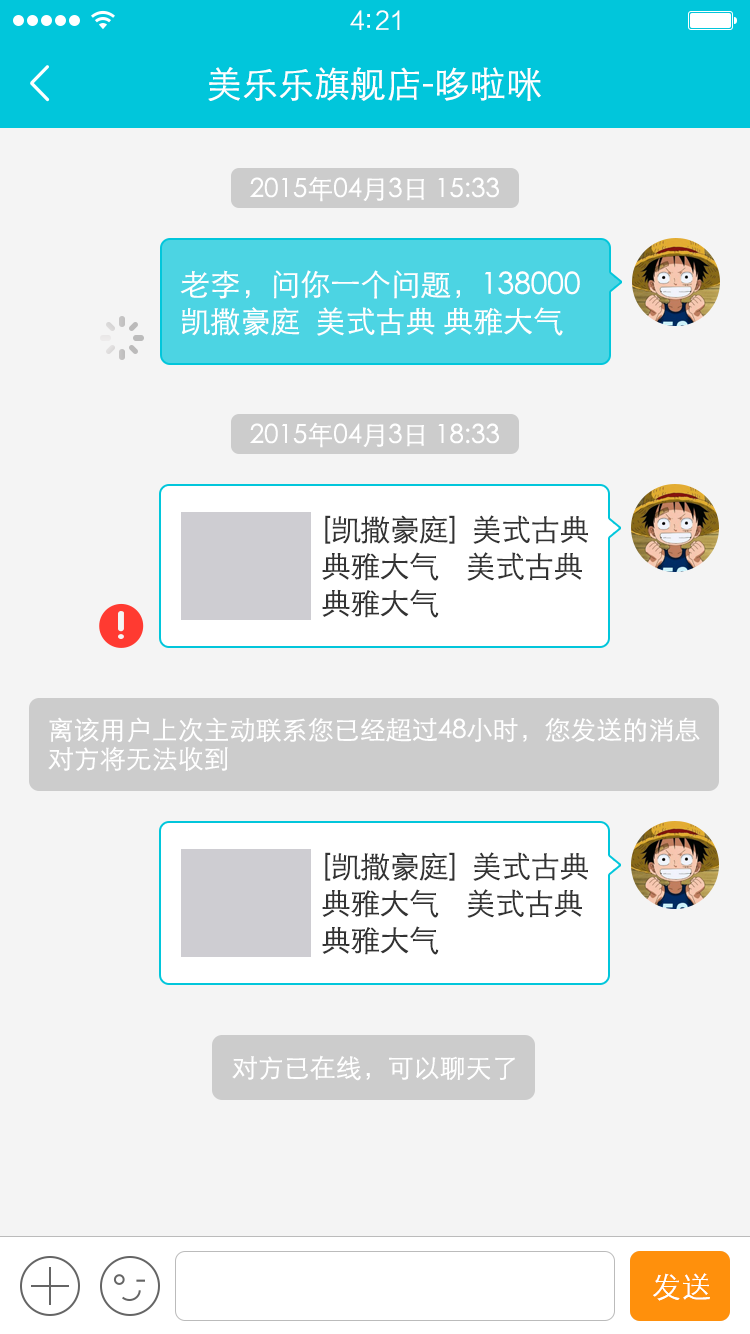 4:21
美乐乐旗舰店-哆啦咪
2015年04月3日 15:33
老李，问你一个问题，138000
凯撒豪庭 美式古典 典雅大气
2015年04月3日 18:33
[凯撒豪庭] 美式古典
典雅大气 美式古典
典雅大气
离该用户上次主动联系您已经超过48小时，您发送的消息
对方将无法收到
[凯撒豪庭] 美式古典
典雅大气 美式古典
典雅大气
对方已在线，可以聊天了
发送